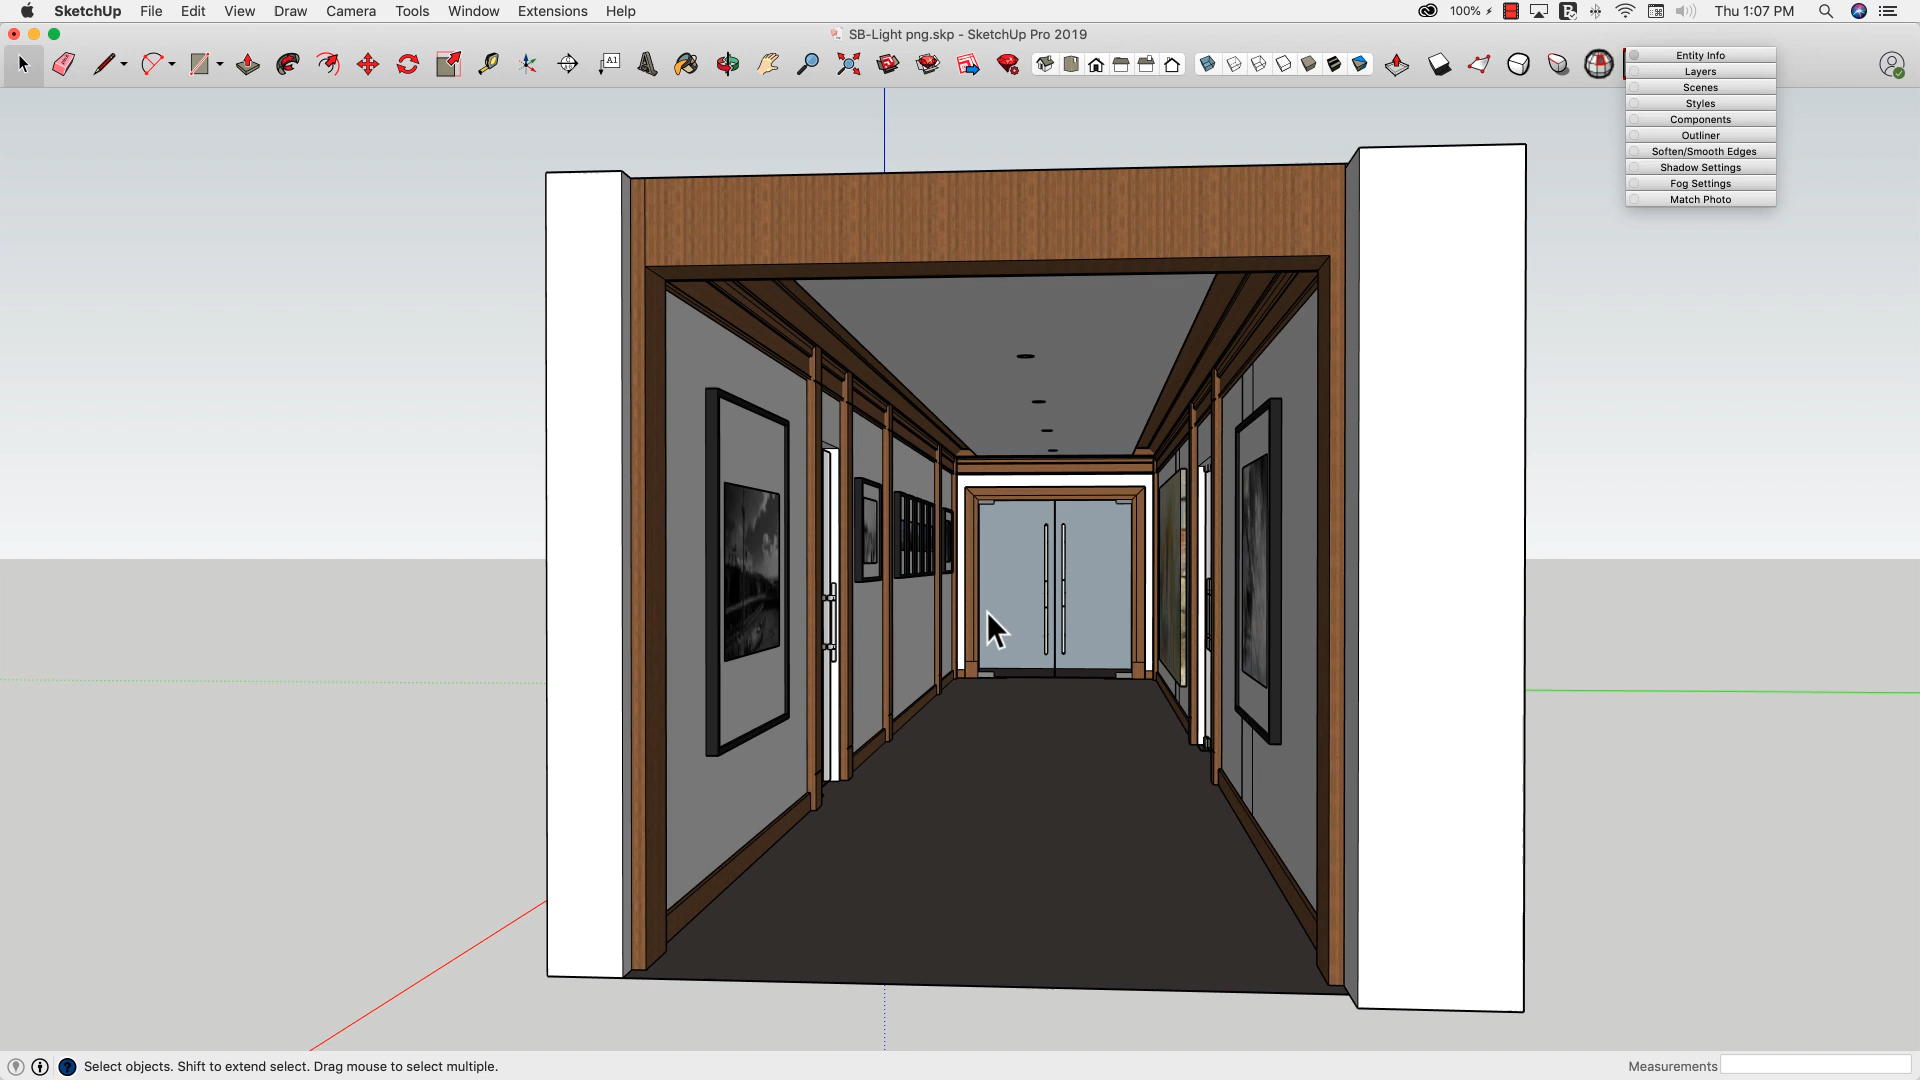 SketchUp File Edit View Draw Camera Tools Window Extensions Help 100% Thu 1:07 PM
SB-Light png.skp - SketchUp Pro 2019
A1
Entity Info
Layers
Scenes
Styles
Components
Outliner
Soften/Smooth Edges
Shadow Settings
Fog Settings
Match Photo
Select objects. Shift to extend select. Drag mouse to select multiple.
Measurements